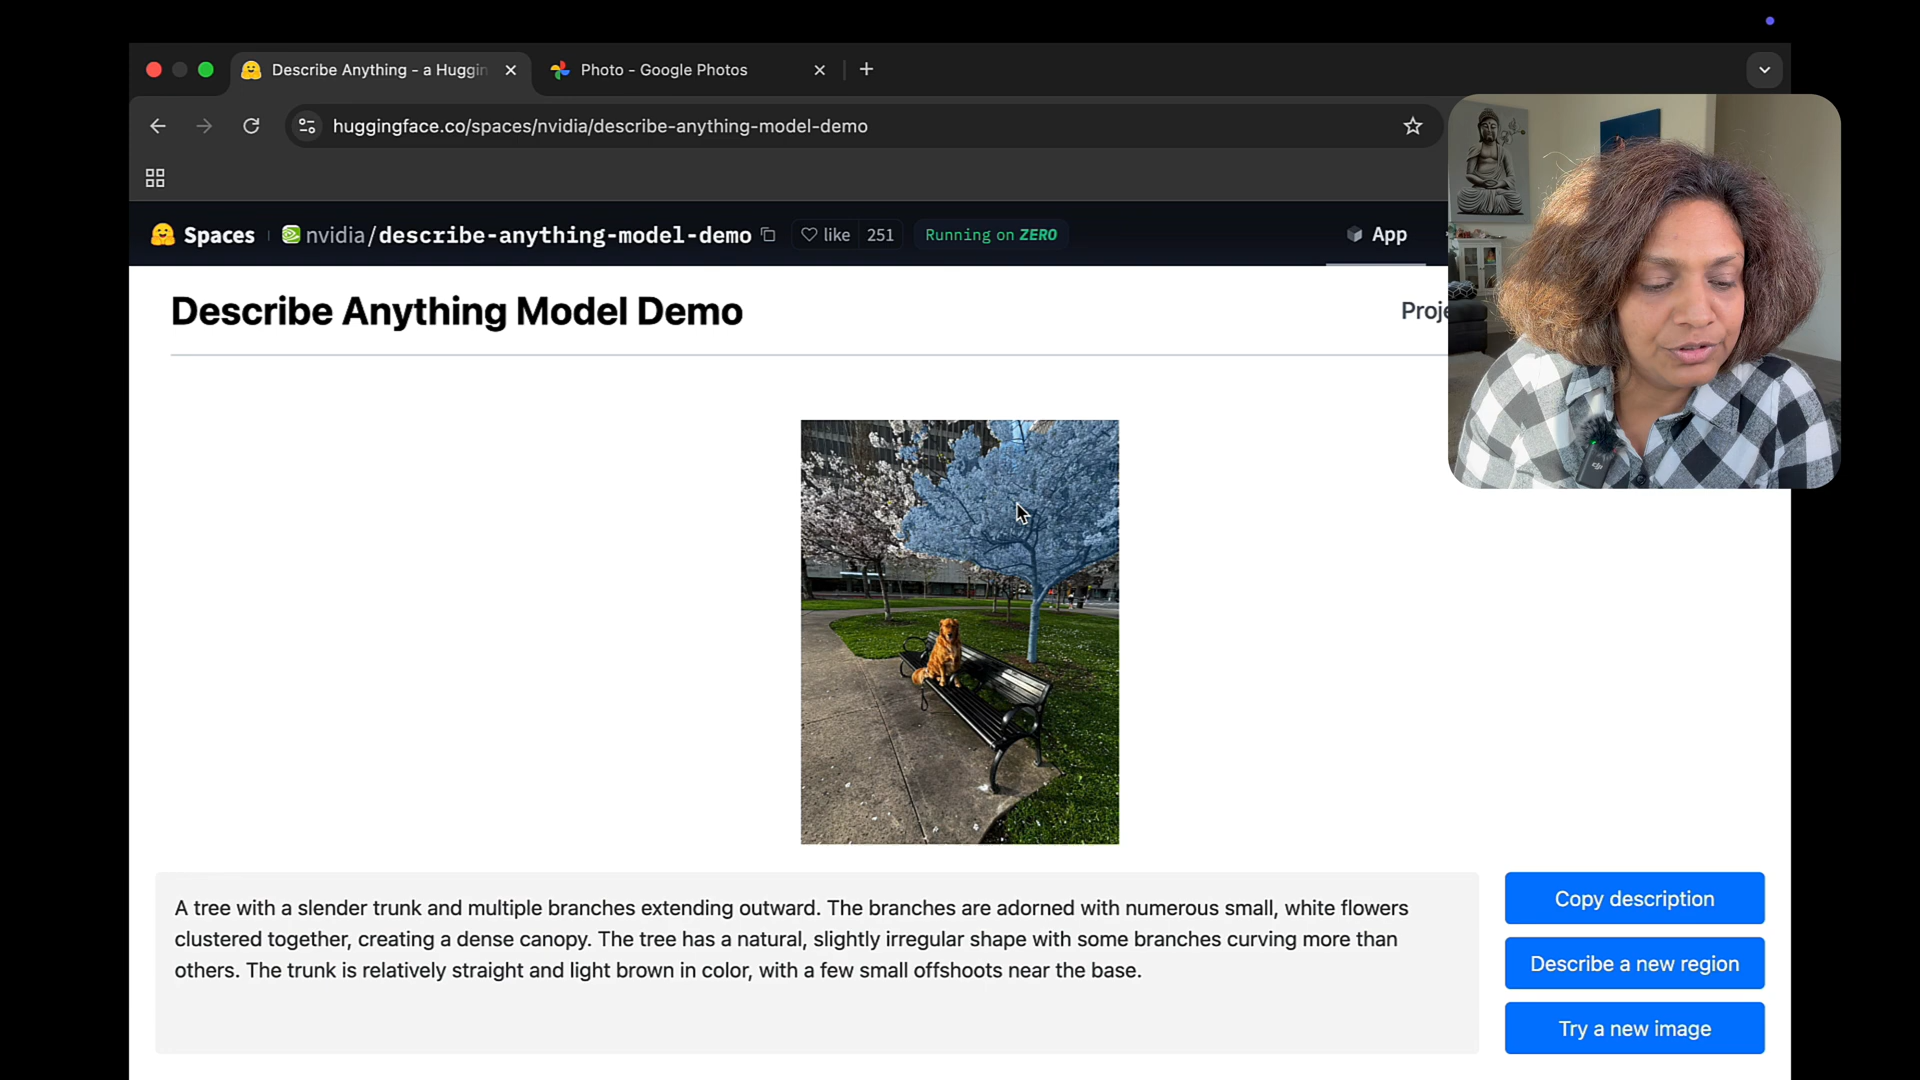 Describe Anything - a Huggin
Photo - Google Photos
huggingface.co/spaces/nvidia/describe-anything-model-demo
Spaces
nvidia/describe-anything-model-demo
like 251
Running on ZERO
App
Describe Anything Model Demo
Proje
A tree with a slender trunk and multiple branches extending outward. The branches are adorned with numerous small, white flowers
clustered together, creating a dense canopy. The tree has a natural, slightly irregular shape with some branches curving more than
others. The trunk is relatively straight and light brown in color, with a few small offshoots near the base.
Copy description
Describe a new region
Try a new image
dji